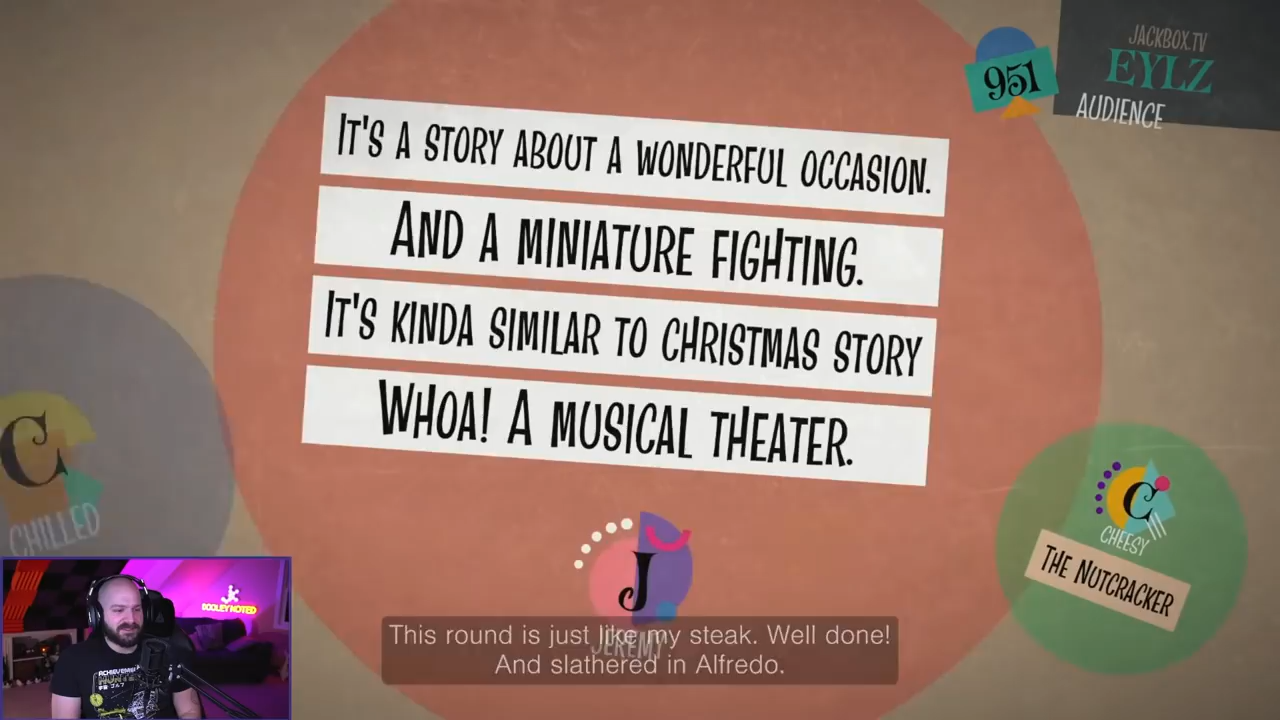 JACKBOX.TV
EYLZ
951
AUDIENCE
IT'S A STORY ABOUT A WONDERFUL OCCASION.
AND A MINIATURE FIGHTING.
IT'S KINDA SIMILAR TO CHRISTMAS STORY
WHOA! A MUSICAL THEATER.
C
CHILLED
J
JEREMY
C
CHEESY
THE NUTCRACKER
This round is just like my steak. Well done!
And slathered in Alfredo.